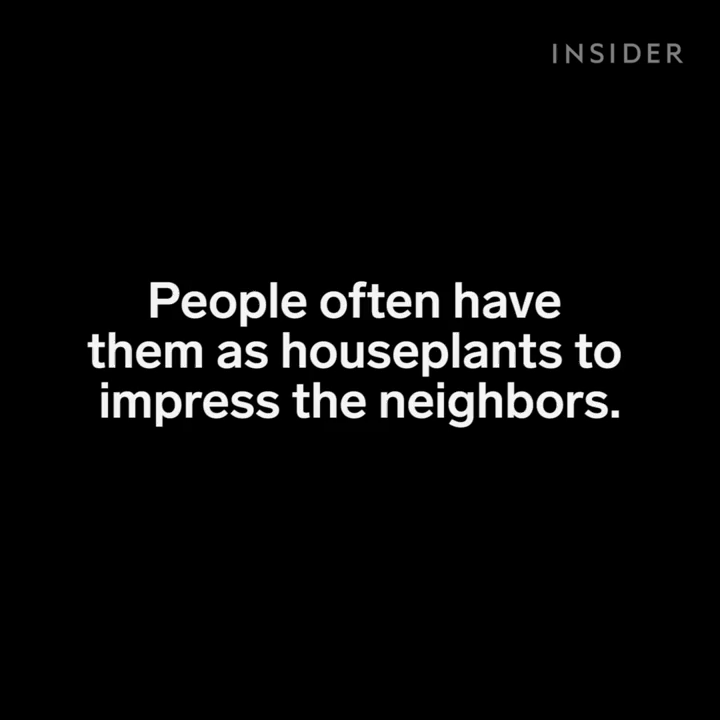 INSIDER
People often have
them as houseplants to
impress the neighbors.